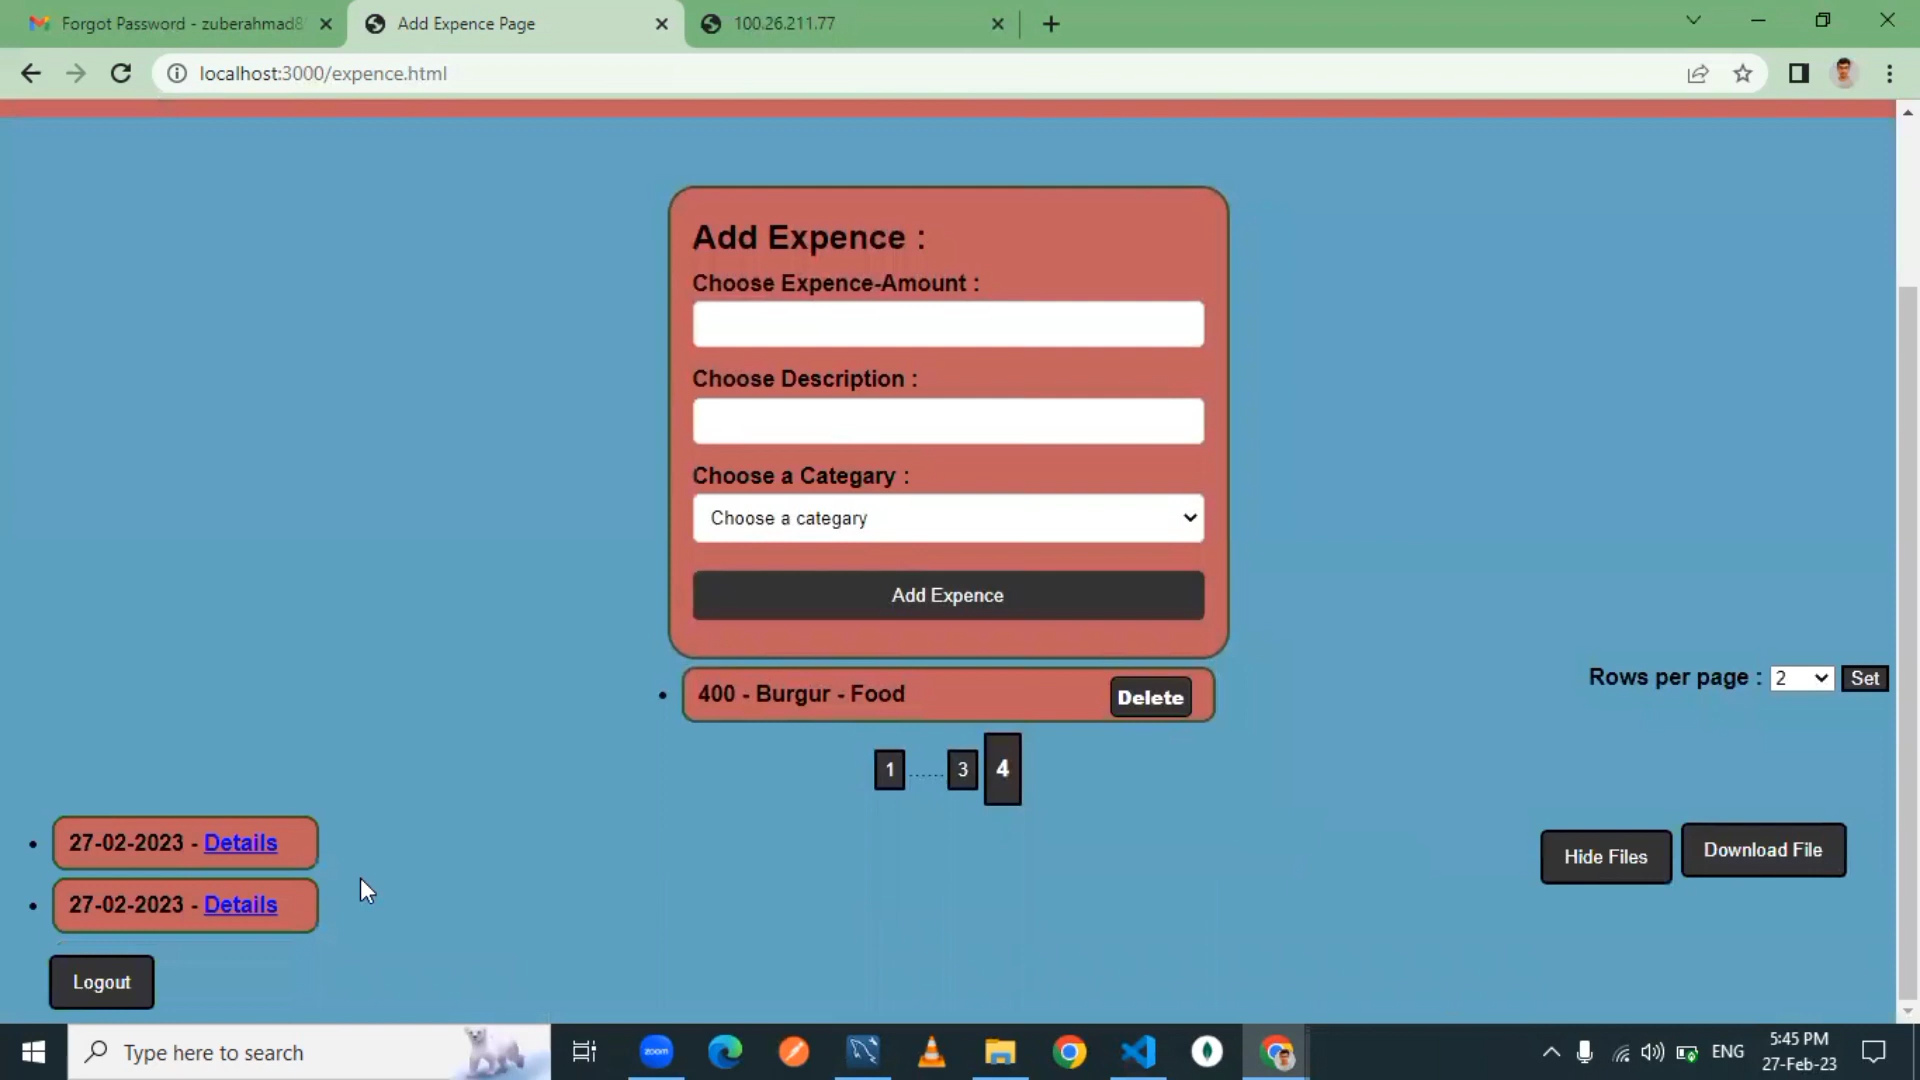 Forgot Password - zuberahmad8
Add Expence Page
100.26.211.77
localhost:3000/expence.html
Add Expence :
Choose Expence-Amount :
Choose Description :
Choose a Categary :
Choose a category
Add Expence
400 - Burgur - Food
Delete
Rows per page : 2 Set
1 ...... 3 4
27-02-2023 - Details
Hide Files
Download File
27-02-2023 - Details
Logout
Type here to search
zoom
ENG
5:45 PM
27-Feb-23